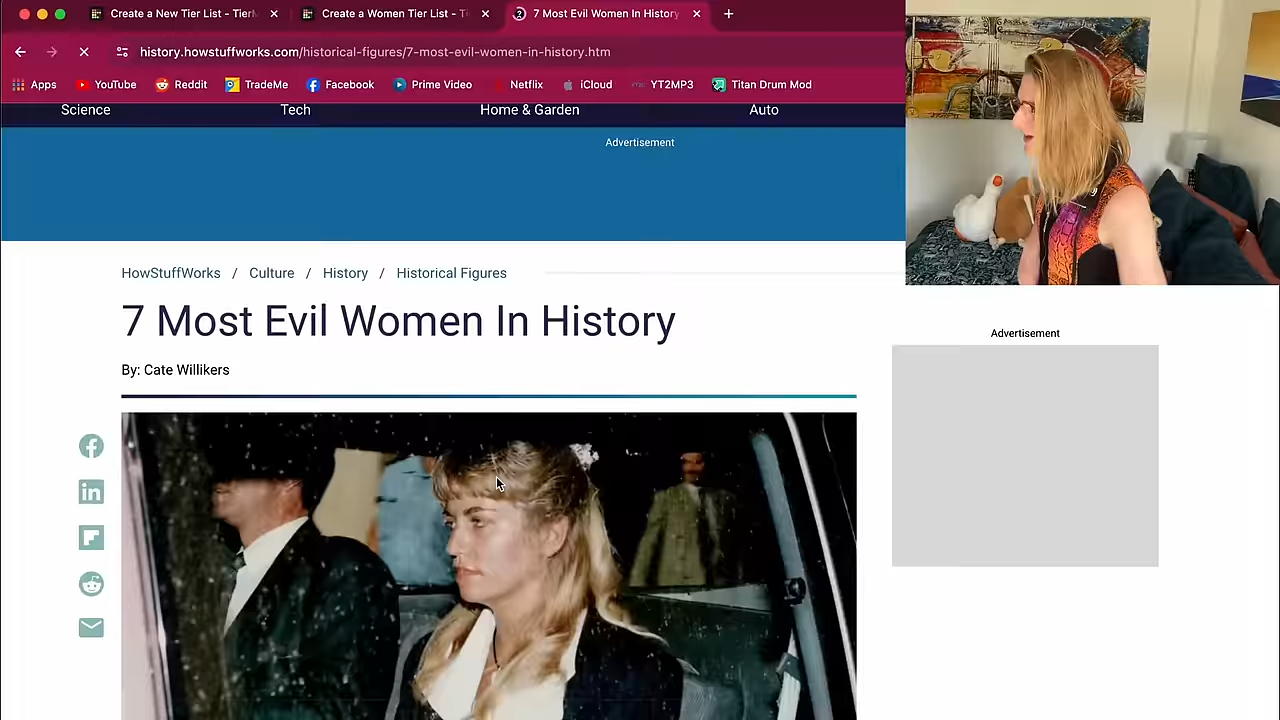 Create a New Tier List - TierM
Create a Women Tier List - Ti
7 Most Evil Women In History
history.howstuffworks.com/historical-figures/7-most-evil-women-in-history.htm
Apps YouTube Reddit TradeMe Facebook Prime Video Netflix iCloud YT2MP3 Titan Drum Mod
Science Tech Home & Garden Auto
Advertisement
HowStuffWorks / Culture / History / Historical Figures
7 Most Evil Women In History
By: Cate Willikers
Advertisement